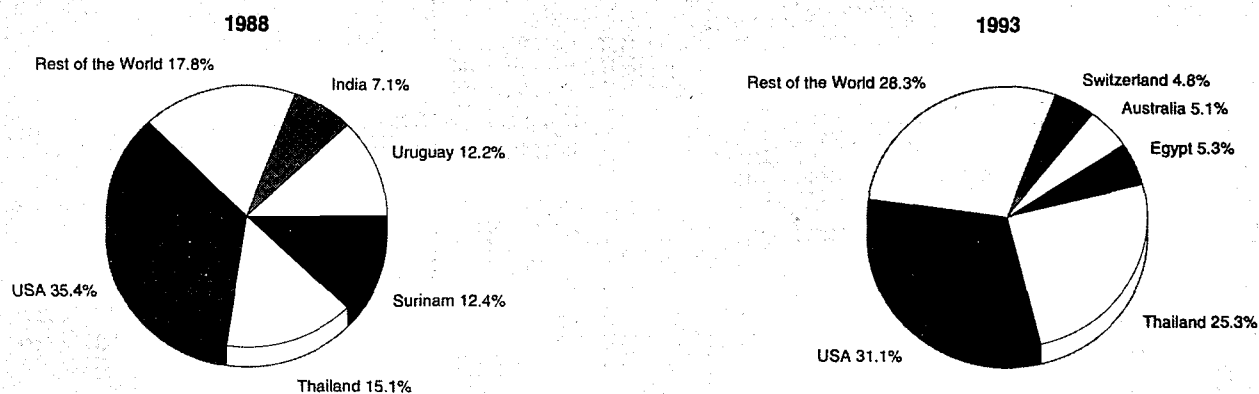 1988
Rest of the World 17.8%
India 7.1%
Uruguay 12.2%
Surinam 12.4%
Thailand 15.1%
USA 35.4%
1993
Rest of the World 28.3%
Switzerland 4.8%
Australia 5.1%
Egypt 5.3%
Thailand 25.3%
USA 31.1%